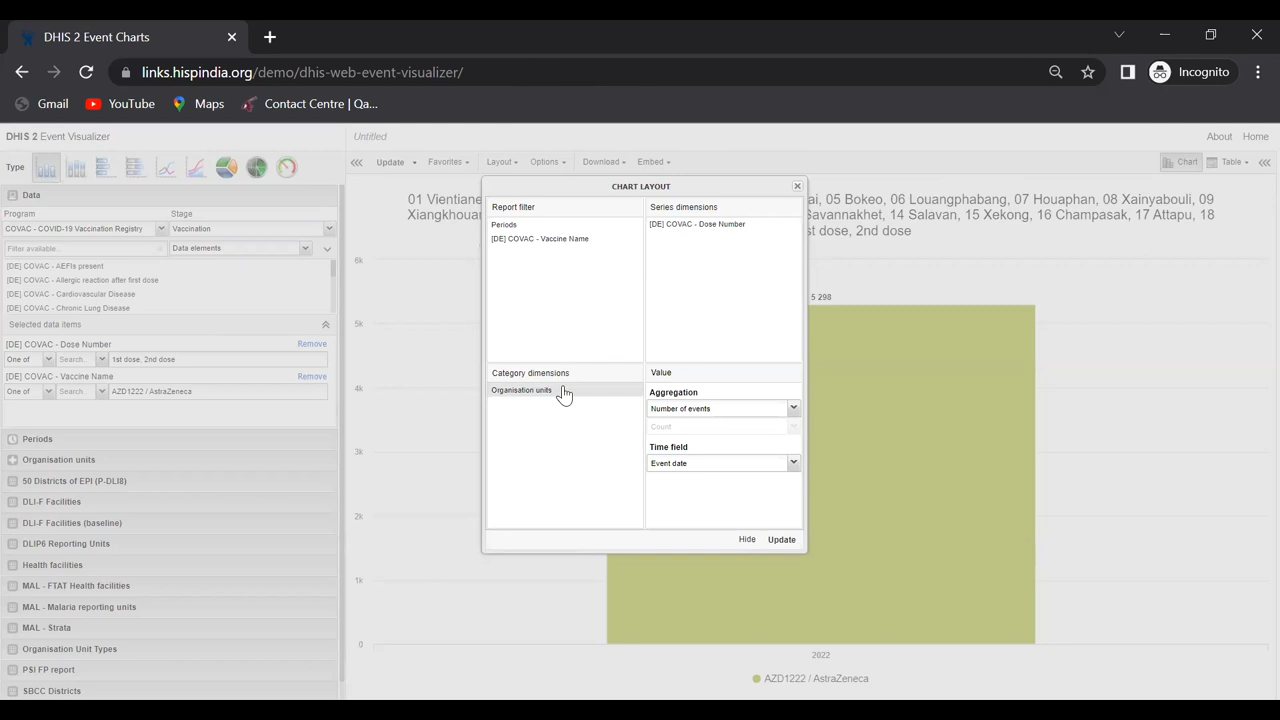 DHIS 2 Event Charts
links.hispindia.org/demo/dhis-web-event-visualizer/
Incognito
Gmail
YouTube
Maps
Contact Centre | Qa...
DHIS 2 Event Visualizer
Untitled
About
Home
Type
Update
Favorites
Layout
Options
Download
Embed
Chart
Table
Data
Program
Stage
COVAC - COVID-19 Vaccination Registry
Vaccination
Filter available..
Data elements
[DE] COVAC - AEFIs present
[DE] COVAC - Allergic reaction after first dose
[DE] COVAC - Cardiovascular Disease
[DE] COVAC - Chronic Lung Disease
Selected data items
[DE] COVAC - Dose Number
Remove
One of
Search..
1st dose, 2nd dose
[DE] COVAC - Vaccine Name
Remove
One of
Search..
AZD1222 / AstraZeneca
Periods
Organisation units
50 Districts of EPI (P-DLI8)
DLI-F Facilities
DLI-F Facilities (baseline)
DLIP6 Reporting Units
Health facilities
MAL - FTAT Health facilities
MAL - Malaria reporting units
MAL - Strata
Organisation Unit Types
PSI FP report
SBCC Districts
01 Vientiane
ai, 05 Bokeo, 06 Louangphabang, 07 Houaphan, 08 Xainyabouli, 09
Xiangkhouan
Savannakhet, 14 Salavan, 15 Xekong, 16 Champasak, 17 Attapu, 18
st dose, 2nd dose
6k
5k
4k
3k
2k
1k
0
5 298
2022
AZD1222 / AstraZeneca
CHART LAYOUT
Report filter
Periods
[DE] COVAC - Vaccine Name
Series dimensions
[DE] COVAC - Dose Number
Category dimensions
Organisation units
Value
Aggregation
Number of events
Count
Time field
Event date
Hide
Update